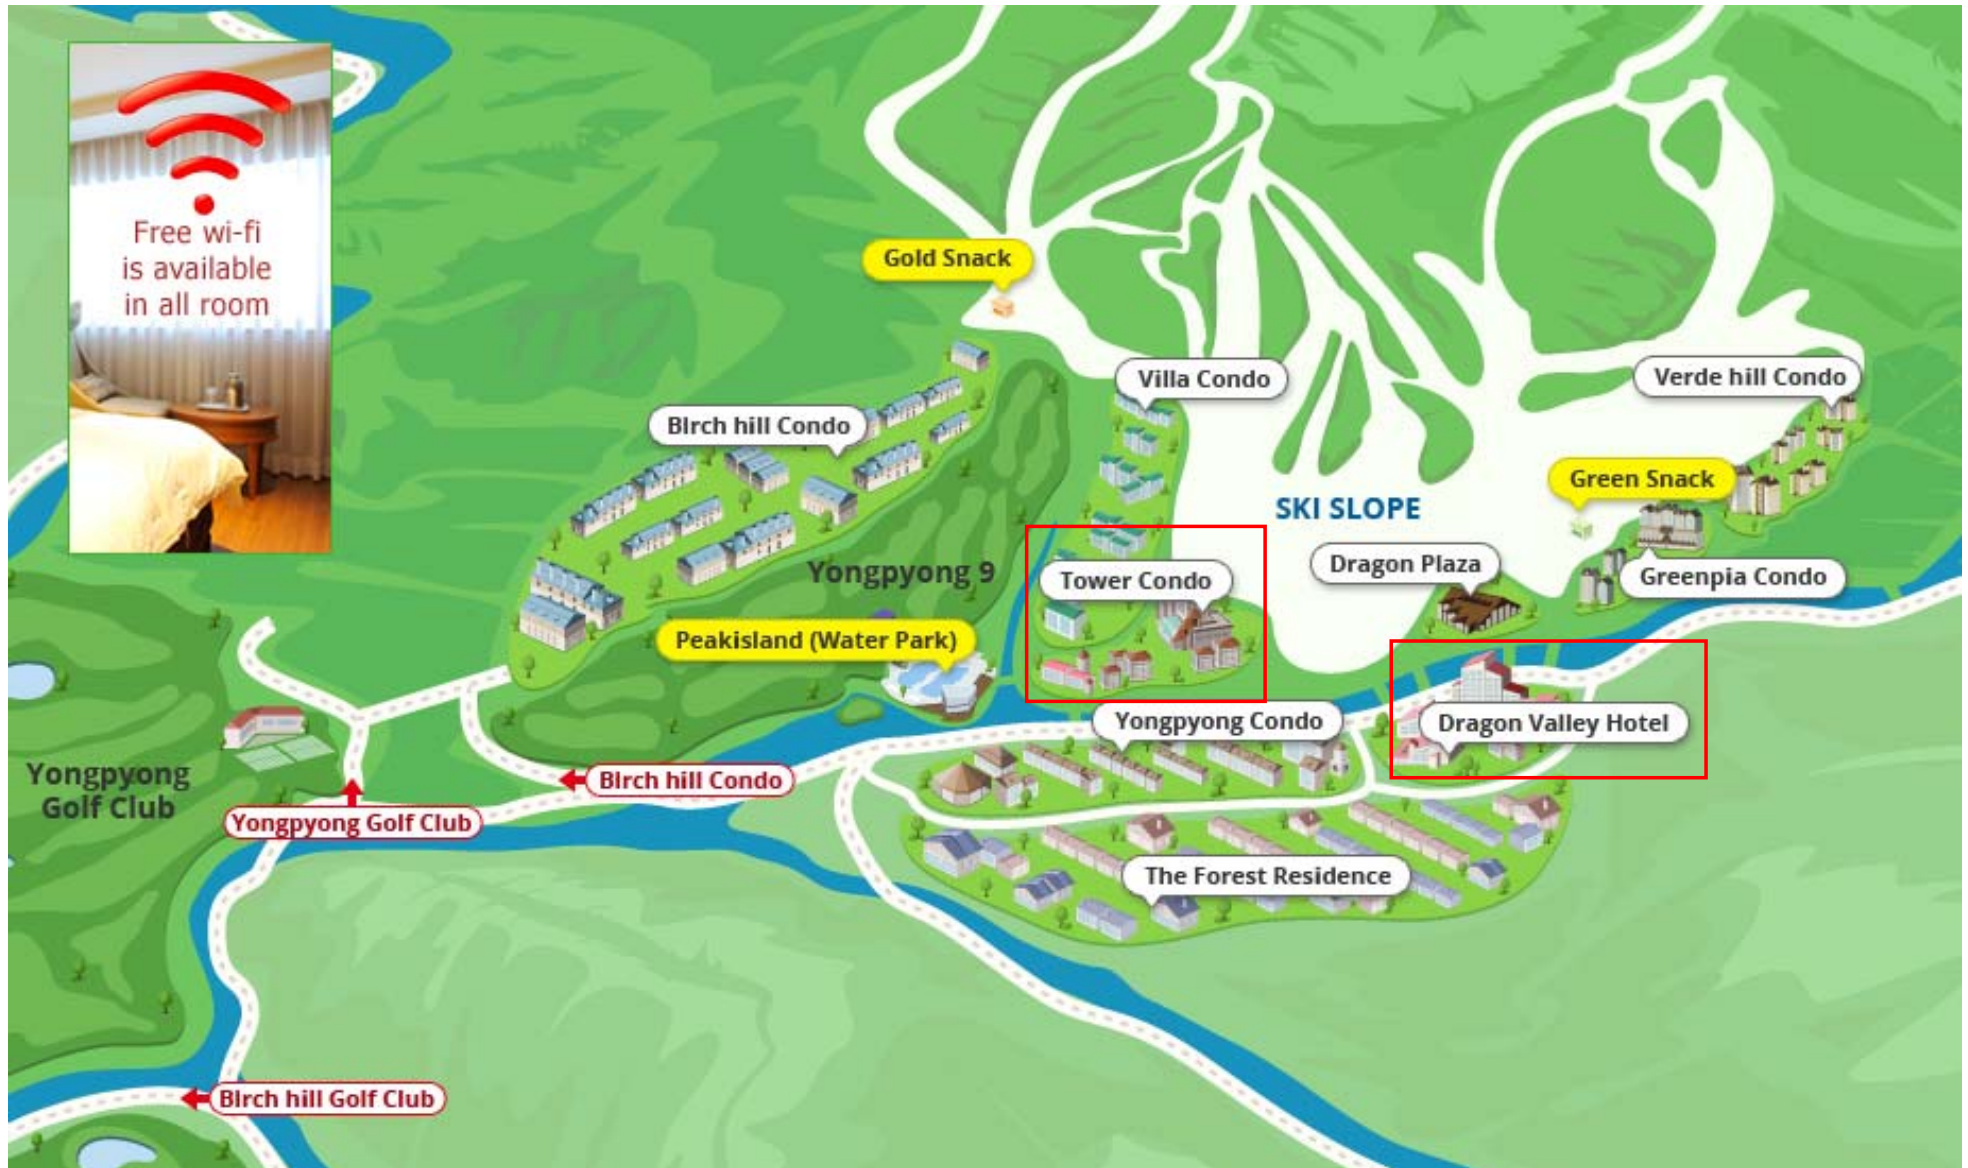 Free wi-fi
is available
in all room
Gold Snack
Villa Condo
Verde hill Condo
BIrch hill Condo
Green Snack
SKI SLOPE
Yongpyong 9
Tower Condo
Dragon Plaza
Greenpia Condo
Peakisland (Water Park)
Yongpyong Condo
Dragon Valley Hotel
Yongpyong
Golf Club
BIrch hill Condo
Yongpyong Golf Club
The Forest Residence
BIrch hill Golf Club